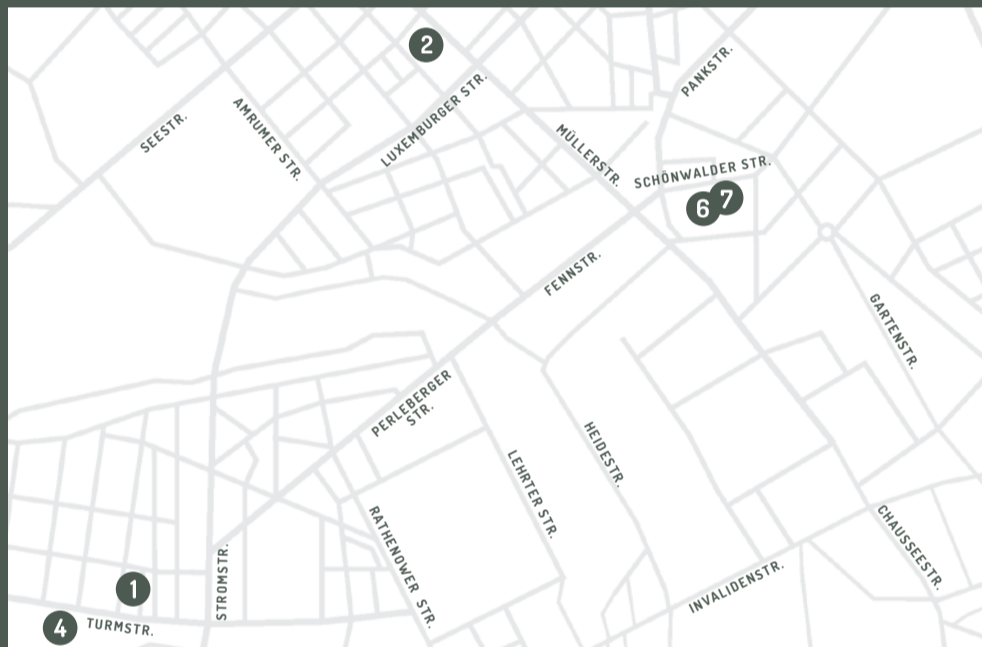 2
PANKSTR.
LUXEMBURGER STR.
SEESTR.
AMRUMER STR.
MÜLLERSTR.
SCHÖNWALDER STR.
6
7
FENNSTR.
GARTENSTR.
PERLEBERGER
STR.
HEIDESTR.
LEHRTER STR.
RATHENOWER STR.
CHAUSSEESTR.
STROMSTR.
INVALIDENSTR.
1
4
TURMSTR.